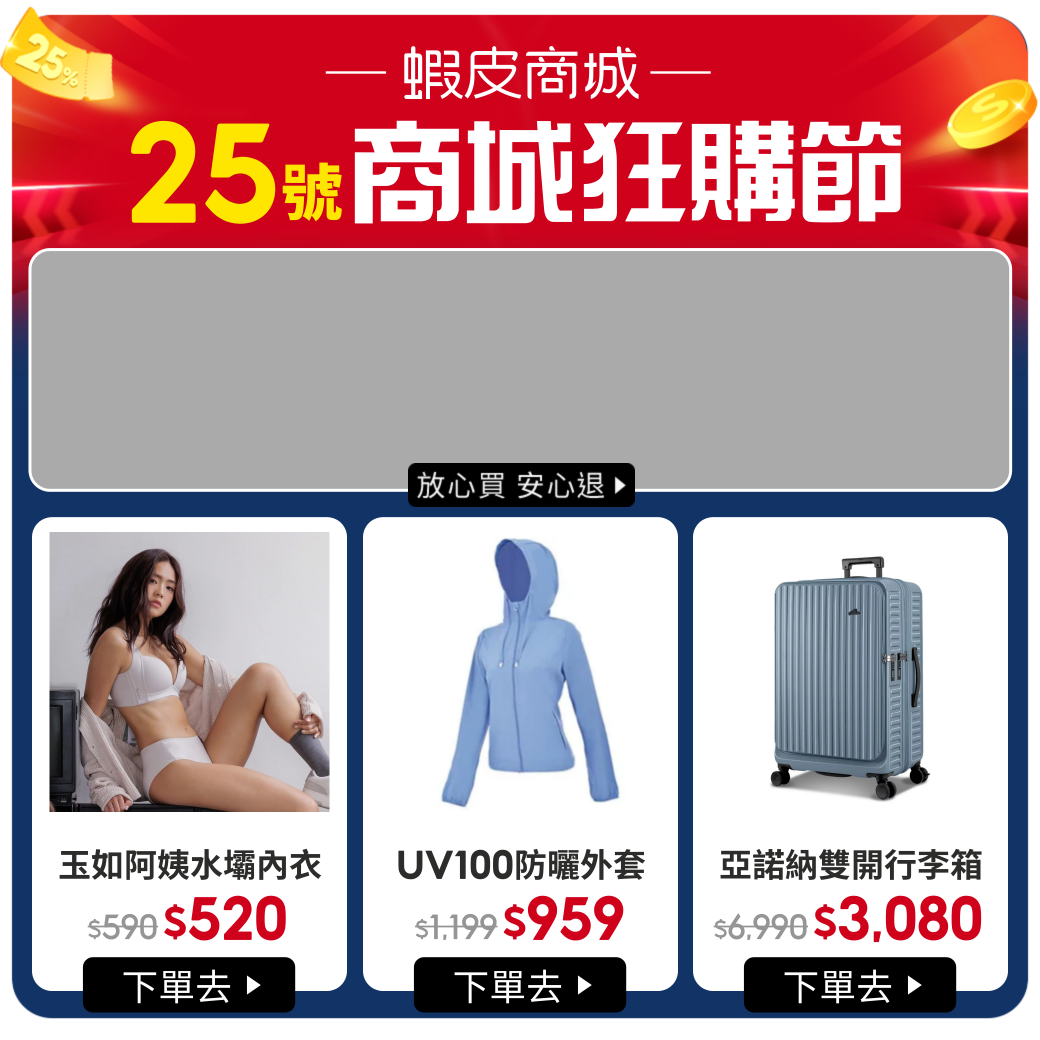 25%
蝦皮商城
25號商城狂購節
放心買 安心退
玉如阿姨水壩內衣
$590 $520
下單去
UV100防曬外套
$1,199 $959
下單去
亞諾納雙開行李箱
$6,990 $3,080
下單去